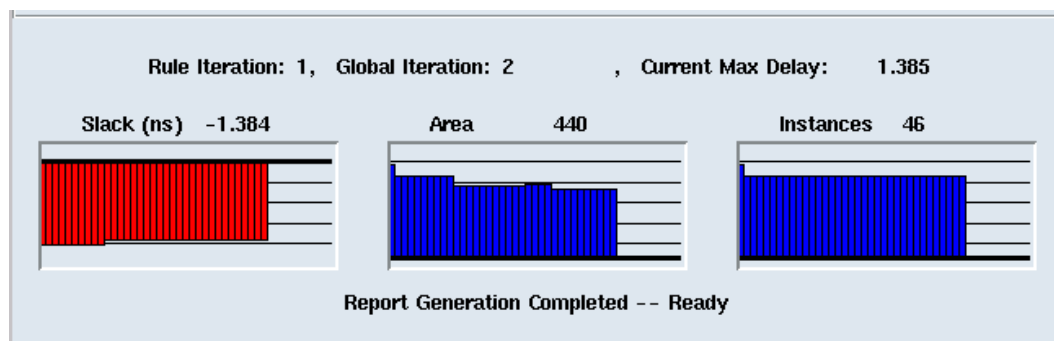 Rule Iteration: 1, Global Iteration: 2 , Current Max Delay: 1.385
Slack (ns) -1.384 Area 440 Instances 46
Report Generation Completed -- Ready